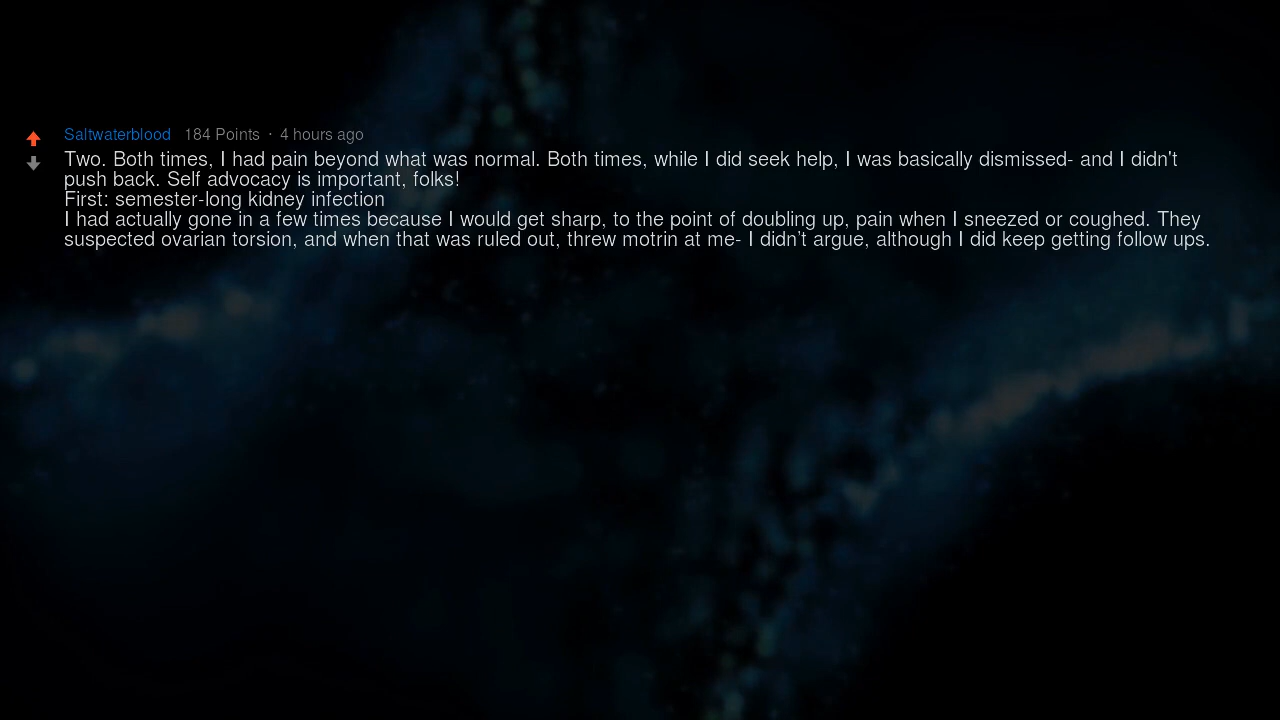 Saltwaterblood 184 Points · 4 hours ago
Two. Both times, I had pain beyond what was normal. Both times, while I did seek help, I was basically dismissed- and I didn't
push back. Self advocacy is important, folks!
First: semester-long kidney infection
I had actually gone in a few times because I would get sharp, to the point of doubling up, pain when I sneezed or coughed. They
suspected ovarian torsion, and when that was ruled out, threw motrin at me- I didn’t argue, although I did keep getting follow ups.